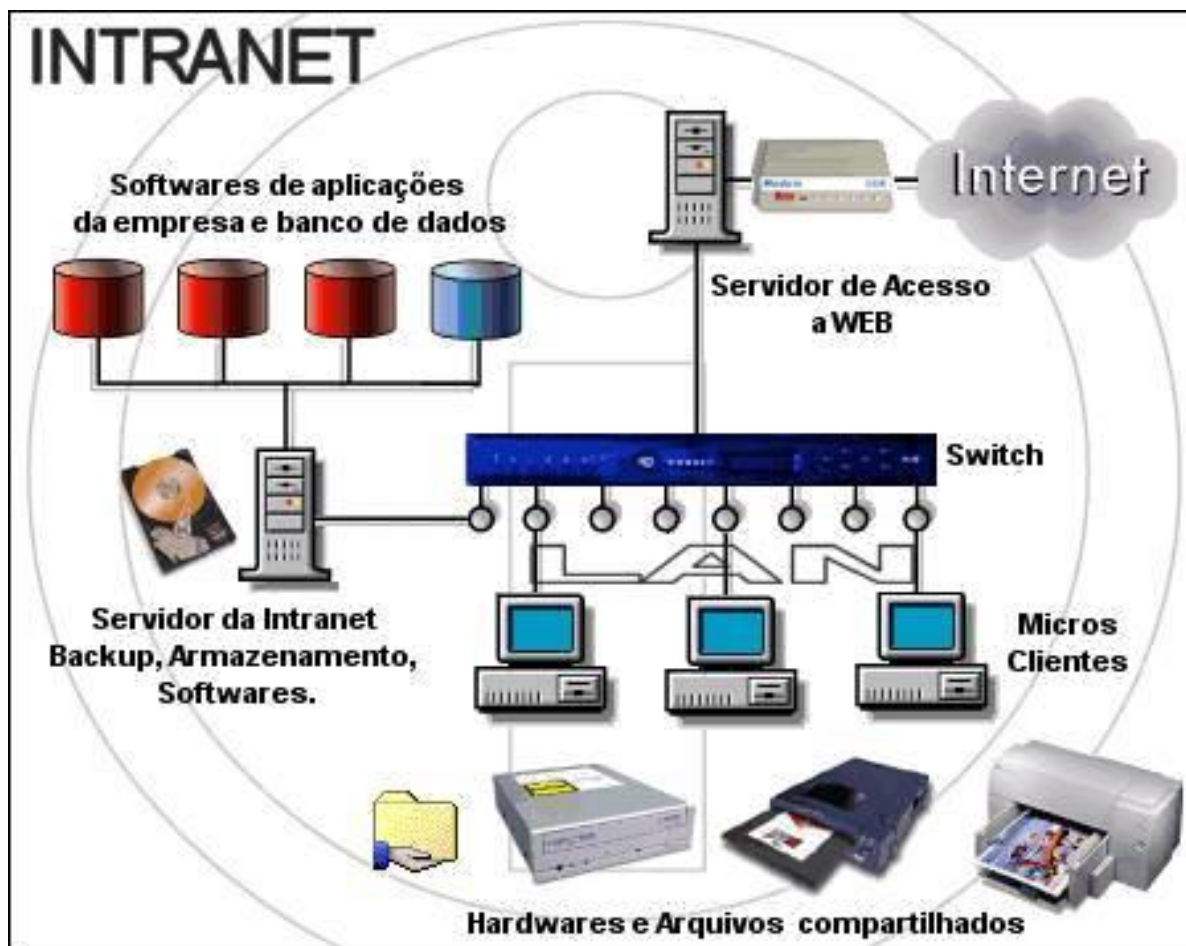 INTRANET
Softwares de aplicações
da empresa e banco de dados
Internet
Servidor de Acesso
a WEB
Switch
LAN
Servidor da Intranet
Backup, Armazenamento,
Softwares.
Micros
Clientes
Hardwares e Arquivos compartilhados